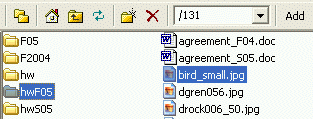 /131 Add
F05
F2004
hw
hwF05
hwS05
agreement_F04.doc
agreement_S05.doc
bird_small.jpg
dgren056.jpg
drock006_50.jpg